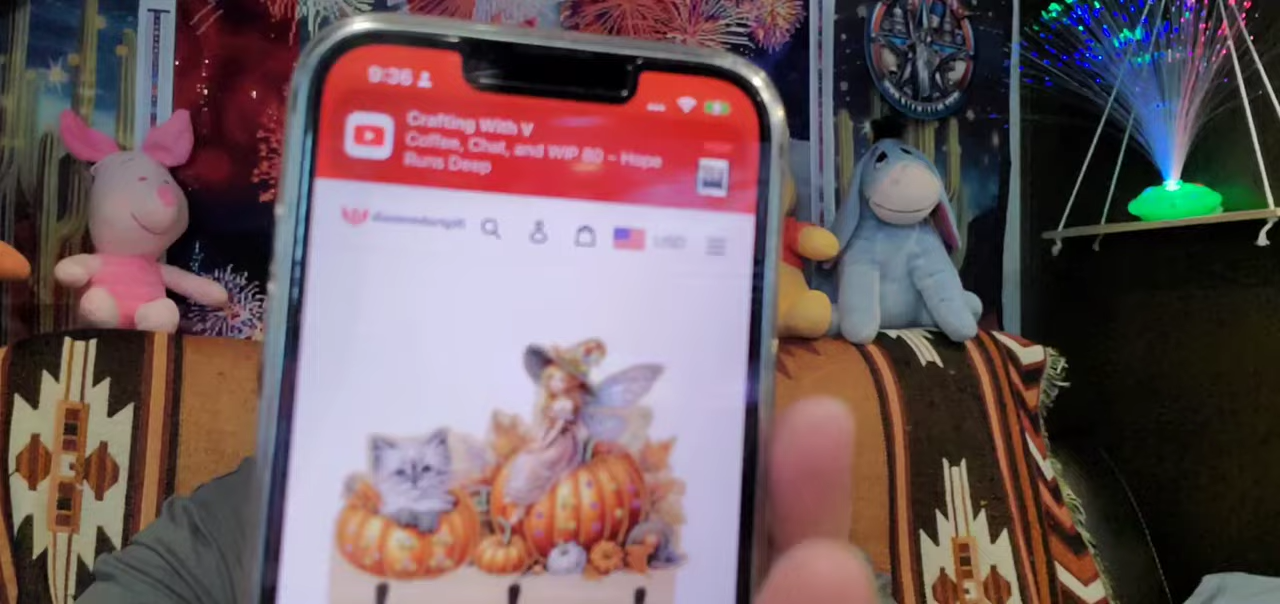 9:36
Crafting With V
Coffee, Chat, and WIP 80 - Hope
Runs Deep
USD